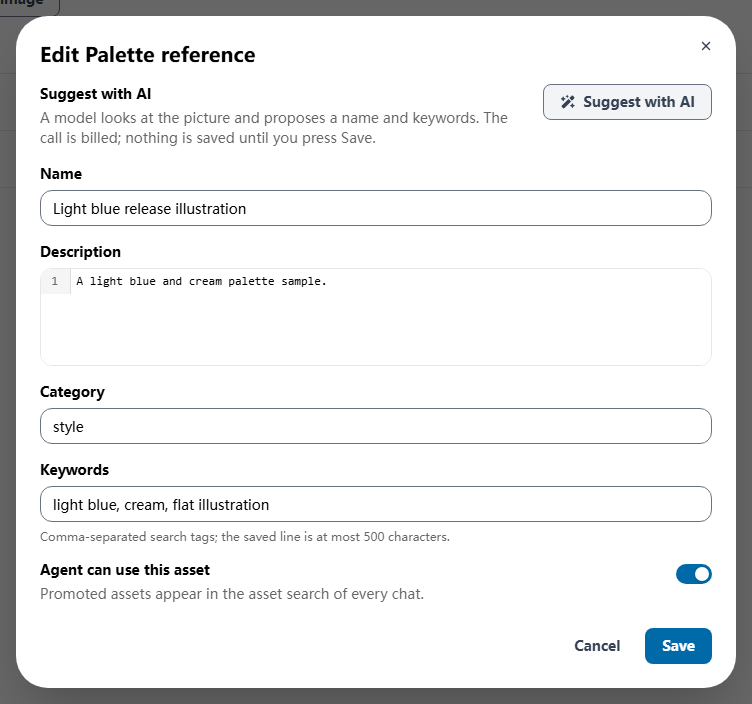 Edit Palette reference
×
Suggest with AI
Suggest with AI
A model looks at the picture and proposes a name and keywords. The
call is billed; nothing is saved until you press Save.
Name
Light blue release illustration
Description
1 A light blue and cream palette sample.
Category
style
Keywords
light blue, cream, flat illustration
Comma-separated search tags; the saved line is at most 500 characters.
Agent can use this asset
Promoted assets appear in the asset search of every chat.
Cancel Save